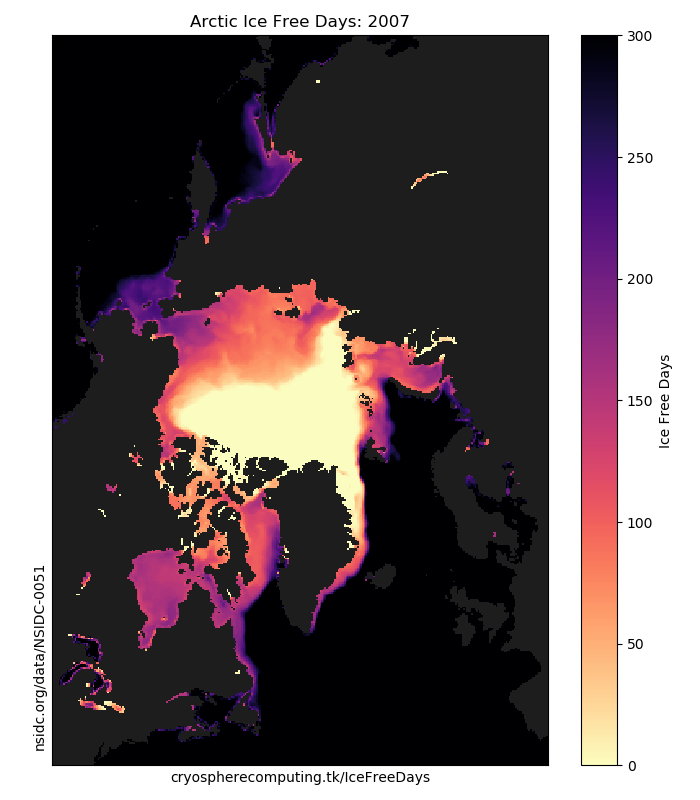 Arctic Ice Free Days: 2007
300
250
200
150
100
50
0
Ice Free Days
nsidc.org/data/NSIDC-0051
cryospherecomputing.tk/IceFreeDays